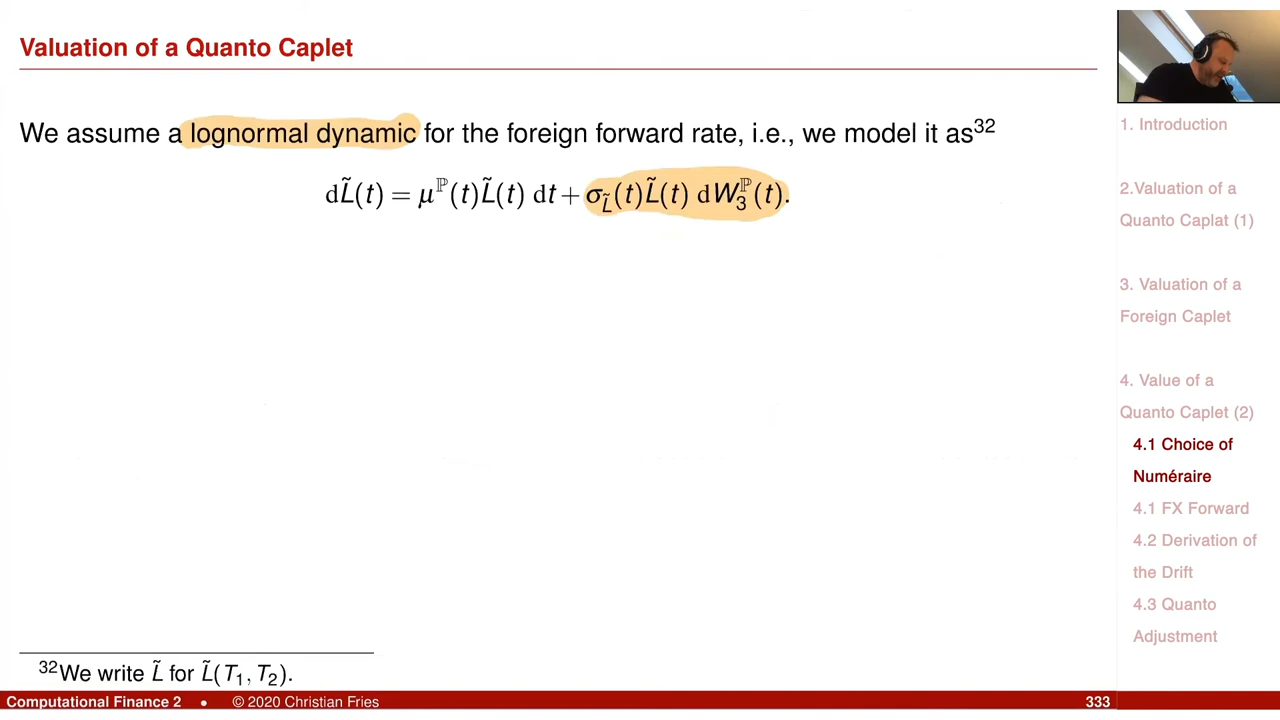 Valuation of a Quanto Caplet
We assume a lognormal dynamic for the foreign forward rate, i.e., we model it as³²
dL̃(t) = μ^ℙ(t)L̃(t) dt + σ_L̃(t)L̃(t) dW₃^ℙ(t).
³²We write L̃ for L̃(T₁, T₂).
Computational Finance 2 • © 2020 Christian Fries 333
1. Introduction
2.Valuation of a
Quanto Caplat (1)
3. Valuation of a
Foreign Caplet
4. Value of a
Quanto Caplet (2)
4.1 Choice of
Numéraire
4.1 FX Forward
4.2 Derivation of
the Drift
4.3 Quanto
Adjustment